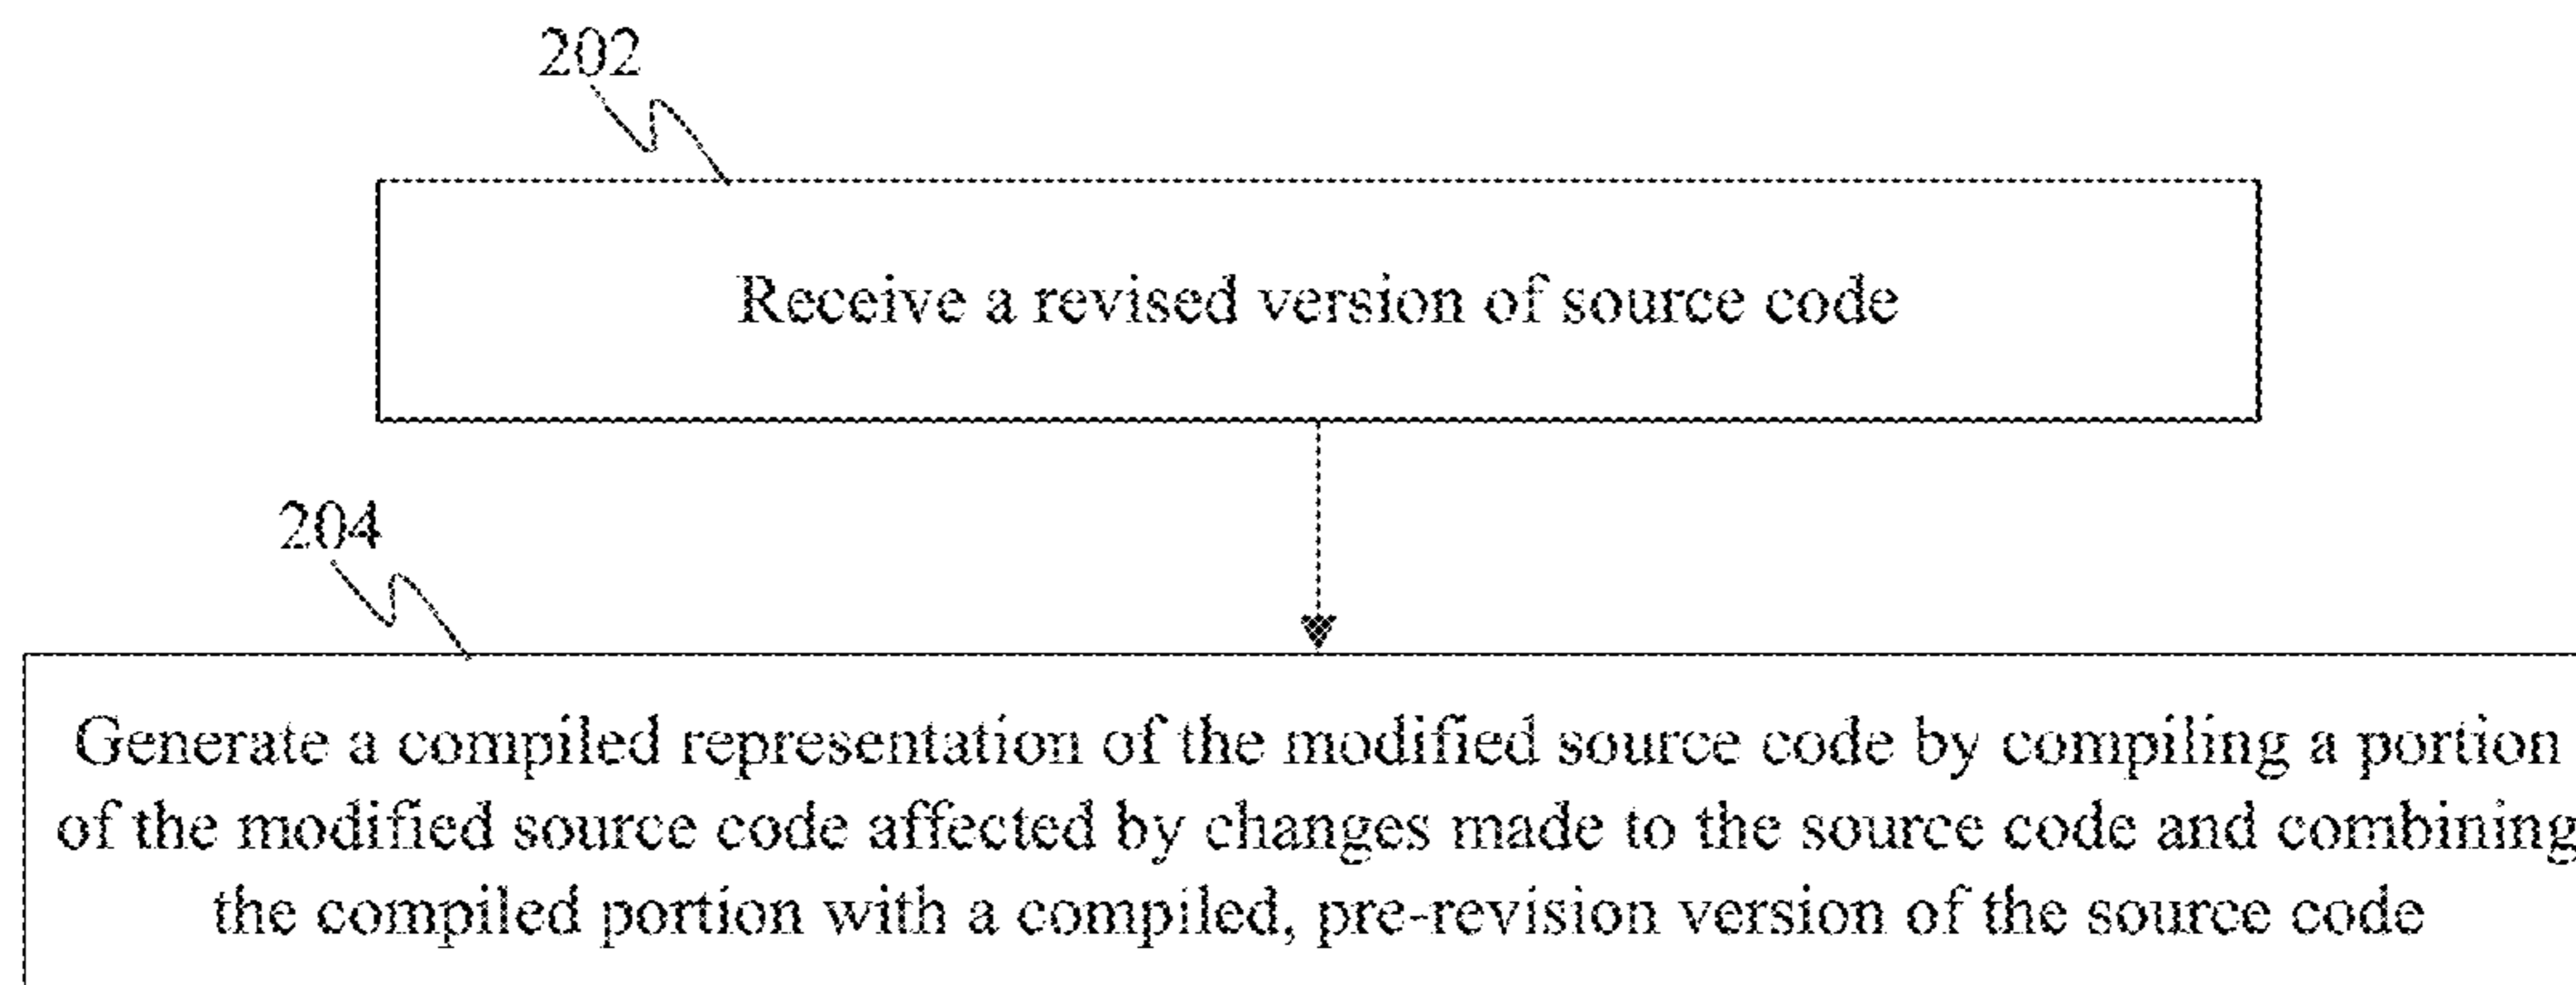 202
Receive a revised version of source code
204
Generate a compiled representation of the modified source code by compiling a portion
of the modified source code affected by changes made to the source code and combining
the compiled portion with a compiled, pre-revision version of the source code